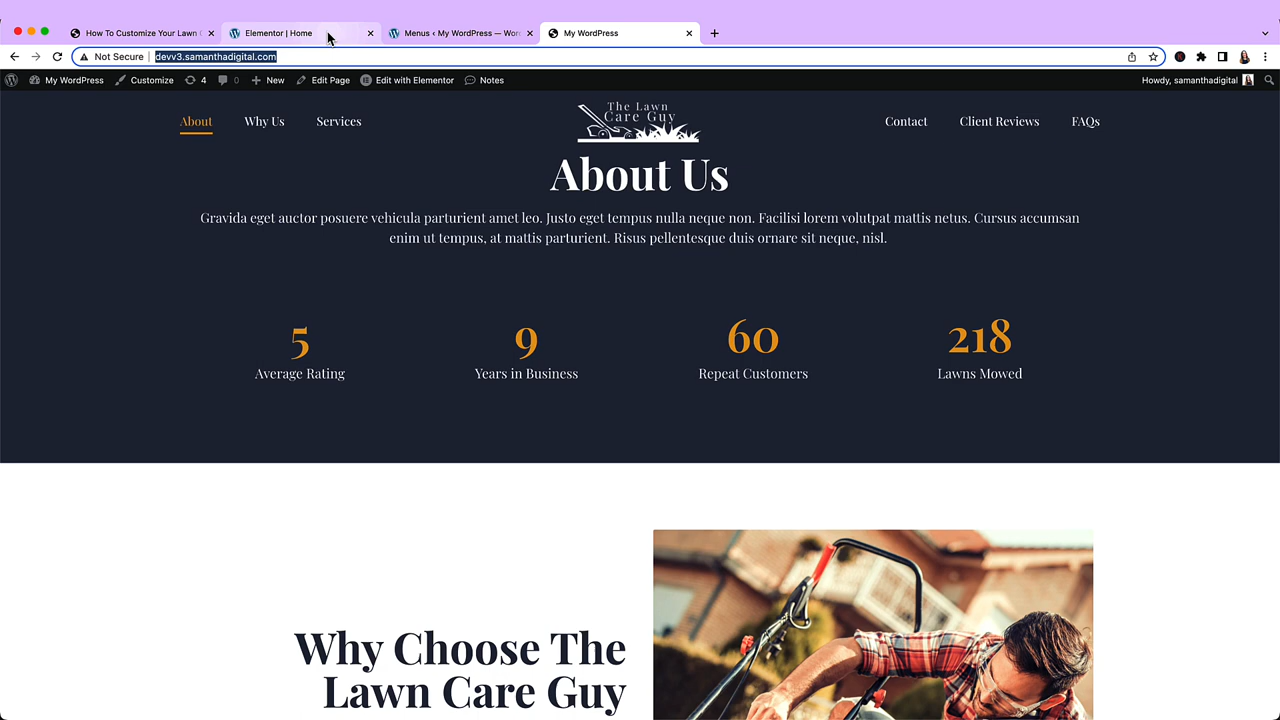 How To Customize Your Lawn
Elementor | Home
Menus ‹ My WordPress — Wor
My WordPress
Not Secure
devv3.samanthadigital.com
My WordPress
Customize
4
0
New
Edit Page
Edit with Elementor
Notes
Howdy, samanthadigital
About
Why Us
Services
The Lawn
Care Guy
Contact
Client Reviews
FAQs
About Us
Gravida eget auctor posuere vehicula parturient amet leo. Justo eget tempus nulla neque non. Facilisi lorem volutpat mattis netus. Cursus accumsan
enim ut tempus, at mattis parturient. Risus pellentesque duis ornare sit neque, nisl.
5
9
60
218
Average Rating
Years in Business
Repeat Customers
Lawns Mowed
Why Choose The
Lawn Care Guy